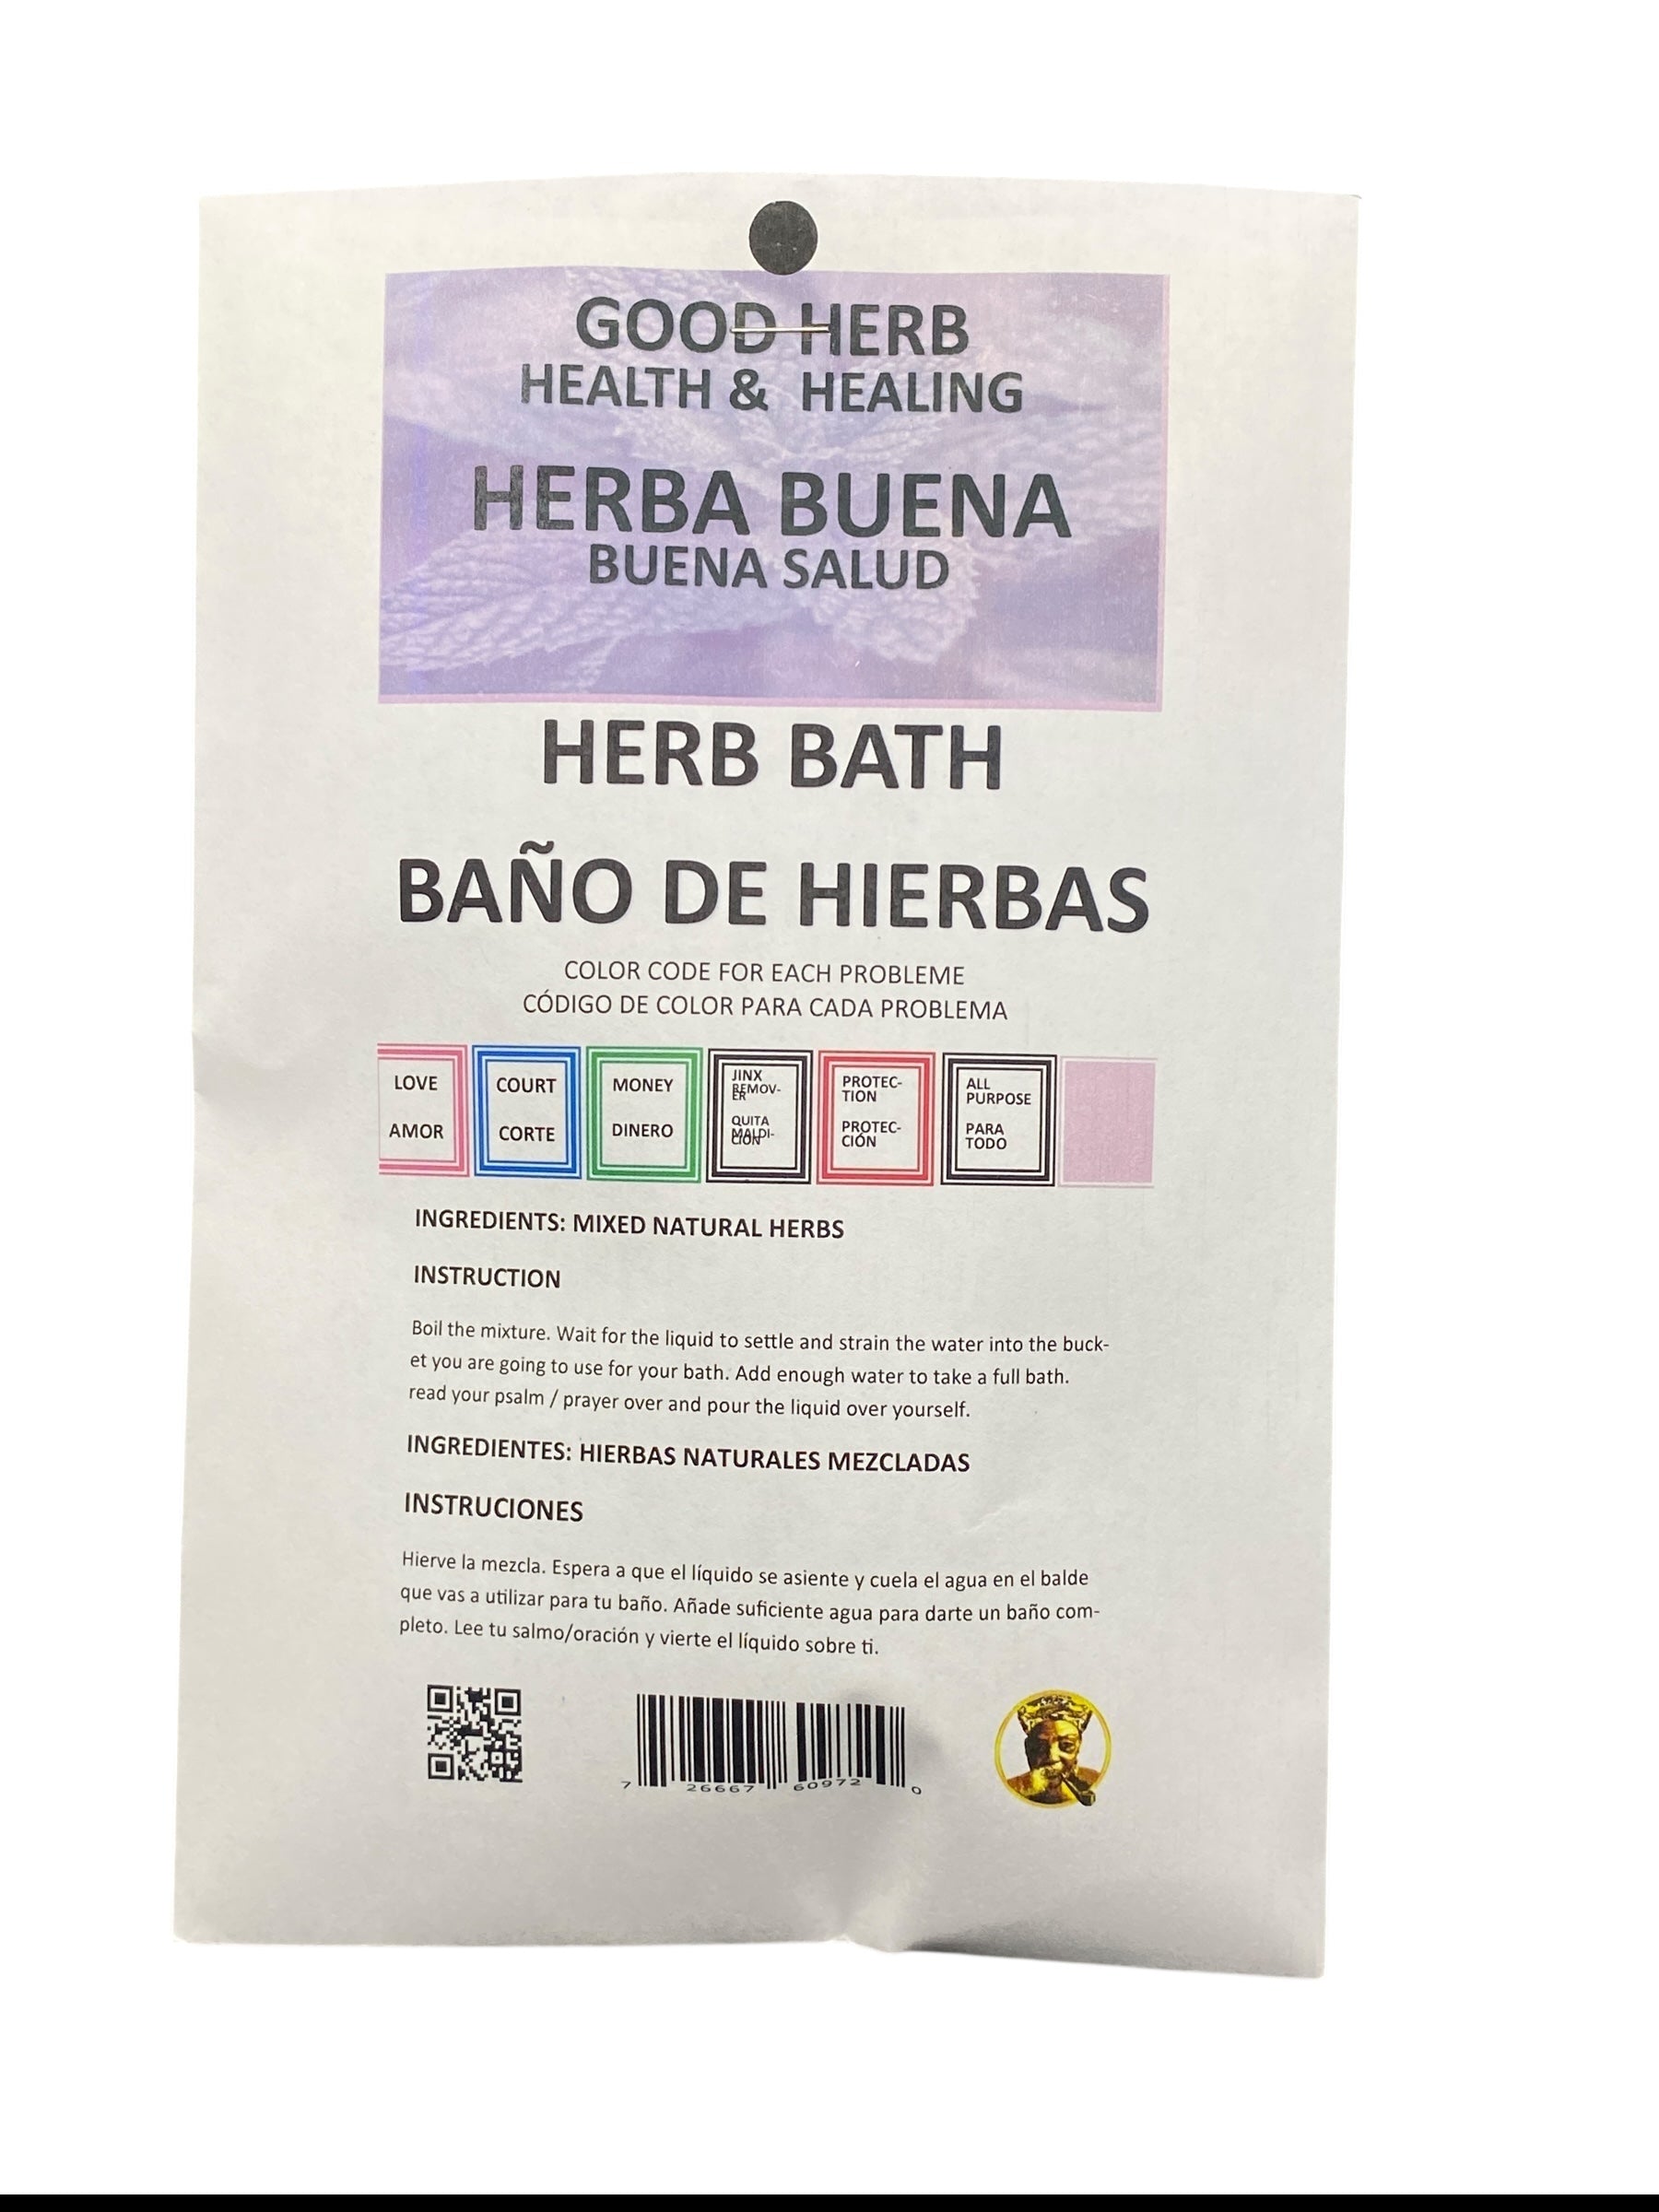 GOOD HERB
HEALTH & HEALING
HERBA BUENA
BUENA SALUD
HERB BATH
BAÑO DE HIERBAS
COLOR CODE FOR EACH PROBLEME
CÓDIGO DE COLOR PARA CADA PROBLEMA
LOVE
AMOR
COURT
CORTE
MONEY
DINERO
JINX
REMOV-
ER
QUITA
MALDI-
CIÓN
PROTEC-
TION
PROTEC-
CIÓN
ALL
PURPOSE
PARA
TODO
INGREDIENTS: MIXED NATURAL HERBS
INSTRUCTION
Boil the mixture. Wait for the liquid to settle and strain the water into the buck-
et you are going to use for your bath. Add enough water to take a full bath.
read your psalm / prayer over and pour the liquid over yourself.
INGREDIENTES: HIERBAS NATURALES MEZCLADAS
INSTRUCIONES
Hierve la mezcla. Espera a que el líquido se asiente y cuela el agua en el balde
que vas a utilizar para tu baño. Añade suficiente agua para darte un baño com-
pleto. Lee tu salmo/oración y vierte el líquido sobre ti.
7 26667 60972 0